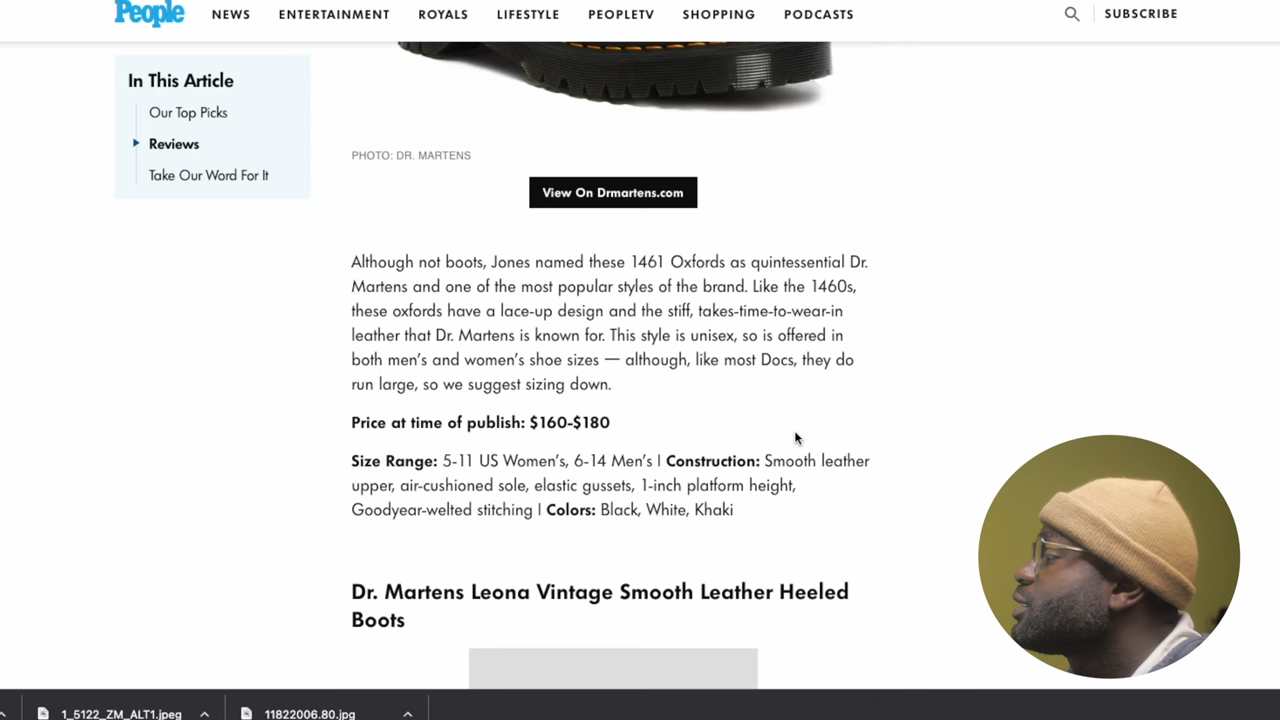 People
NEWS
ENTERTAINMENT
ROYALS
LIFESTYLE
PEOPLETV
SHOPPING
PODCASTS
SUBSCRIBE
In This Article
Our Top Picks
Reviews
Take Our Word For It
PHOTO: DR. MARTENS
View On Drmartens.com
Although not boots, Jones named these 1461 Oxfords as quintessential Dr.
Martens and one of the most popular styles of the brand. Like the 1460s,
these oxfords have a lace-up design and the stiff, takes-time-to-wear-in
leather that Dr. Martens is known for. This style is unisex, so is offered in
both men's and women's shoe sizes — although, like most Docs, they do
run large, so we suggest sizing down.
Price at time of publish: $160-$180
Size Range: 5-11 US Women's, 6-14 Men's | Construction: Smooth leather
upper, air-cushioned sole, elastic gussets, 1-inch platform height,
Goodyear-welted stitching | Colors: Black, White, Khaki
Dr. Martens Leona Vintage Smooth Leather Heeled
Boots
1_5122_ZM_ALT1.jpeg
11822006.80.jpg